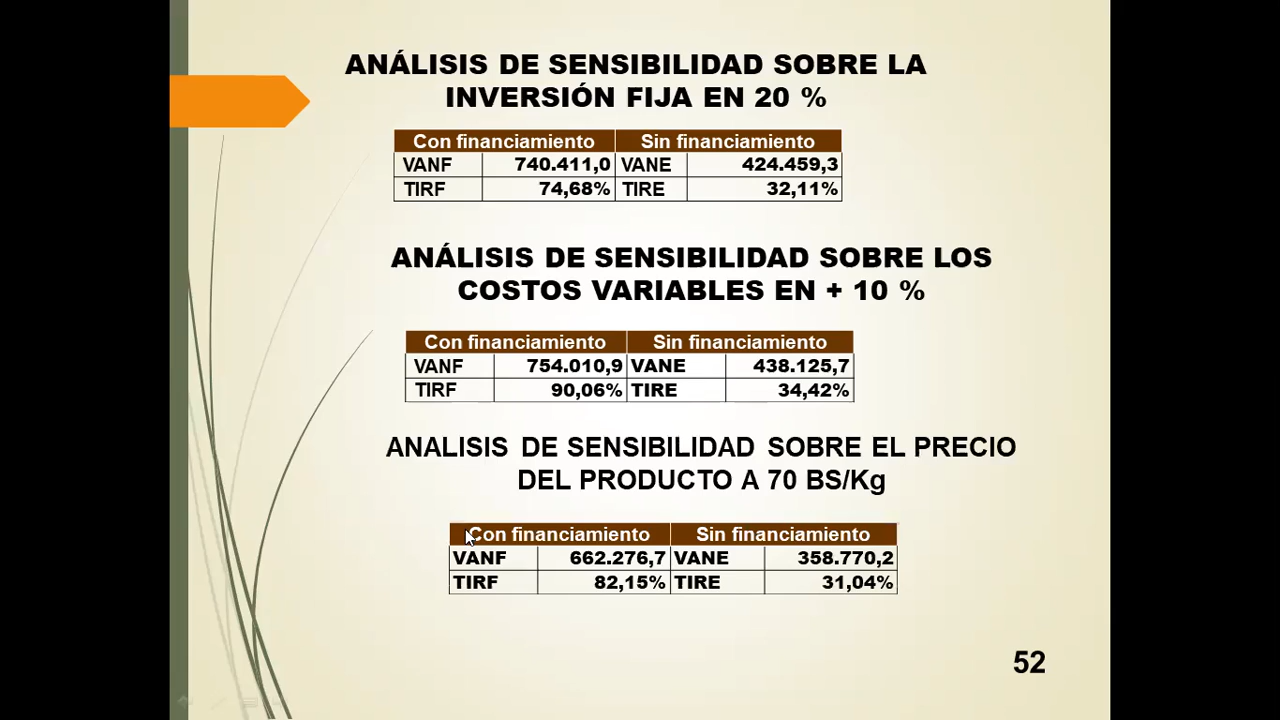 ANÁLISIS DE SENSIBILIDAD SOBRE LA
INVERSIÓN FIJA EN 20 %
Con financiamiento Sin financiamiento
VANF 740.411,0 VANE 424.459,3
TIRF 74,68% TIRE 32,11%
ANÁLISIS DE SENSIBILIDAD SOBRE LOS
COSTOS VARIABLES EN + 10 %
Con financiamiento Sin financiamiento
VANF 754.010,9 VANE 438.125,7
TIRF 90,06% TIRE 34,42%
ANALISIS DE SENSIBILIDAD SOBRE EL PRECIO
DEL PRODUCTO A 70 BS/Kg
Con financiamiento Sin financiamiento
VANF 662.276,7 VANE 358.770,2
TIRF 82,15% TIRE 31,04%
52